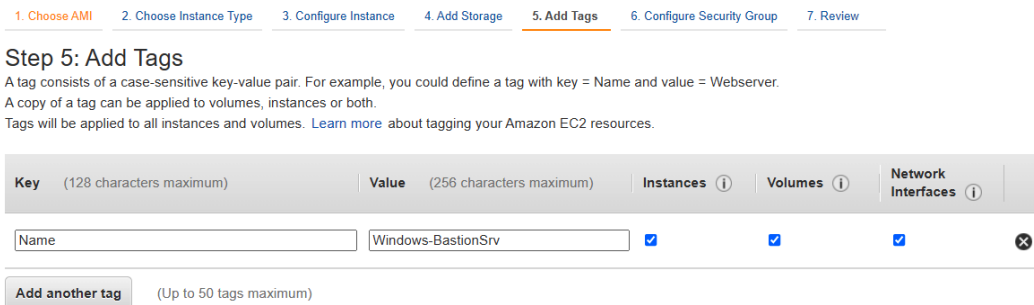 1. Choose AMI 2. Choose Instance Type 3. Configure Instance 4. Add Storage 5. Add Tags 6. Configure Security Group 7. Review
Step 5: Add Tags
A tag consists of a case-sensitive key-value pair. For example, you could define a tag with key = Name and value = Webserver.
A copy of a tag can be applied to volumes, instances or both.
Tags will be applied to all instances and volumes. Learn more about tagging your Amazon EC2 resources.
Key (128 characters maximum) Value (256 characters maximum) Instances Volumes Network
Interfaces
Name Windows-BastionSrv
Add another tag (Up to 50 tags maximum)